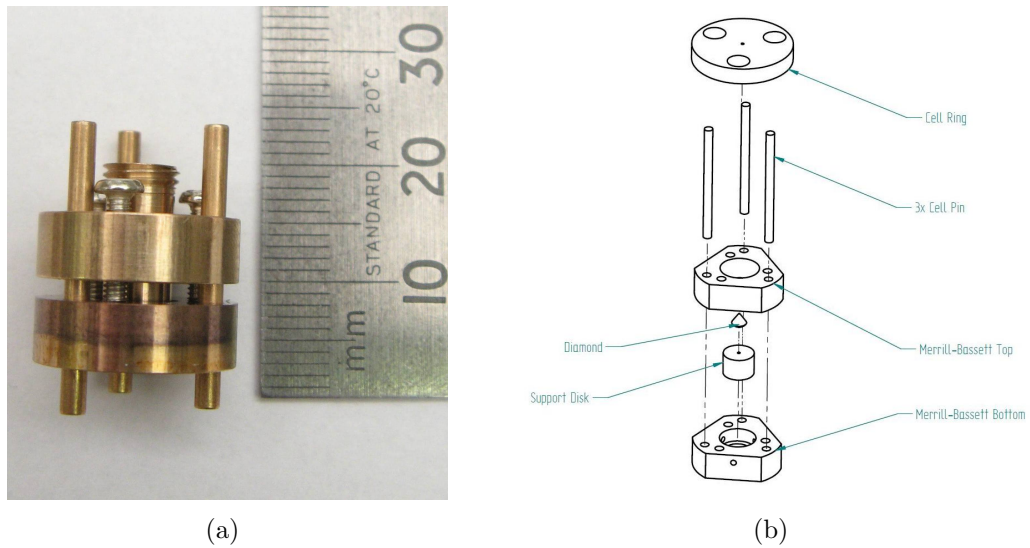 30
20
10
mm
STANDARD AT 20°C
Cell Ring
3x Cell Pin
Merrill-Bassett Top
Diamond
Support Disk
Merrill-Bassett Bottom
(a)
(b)